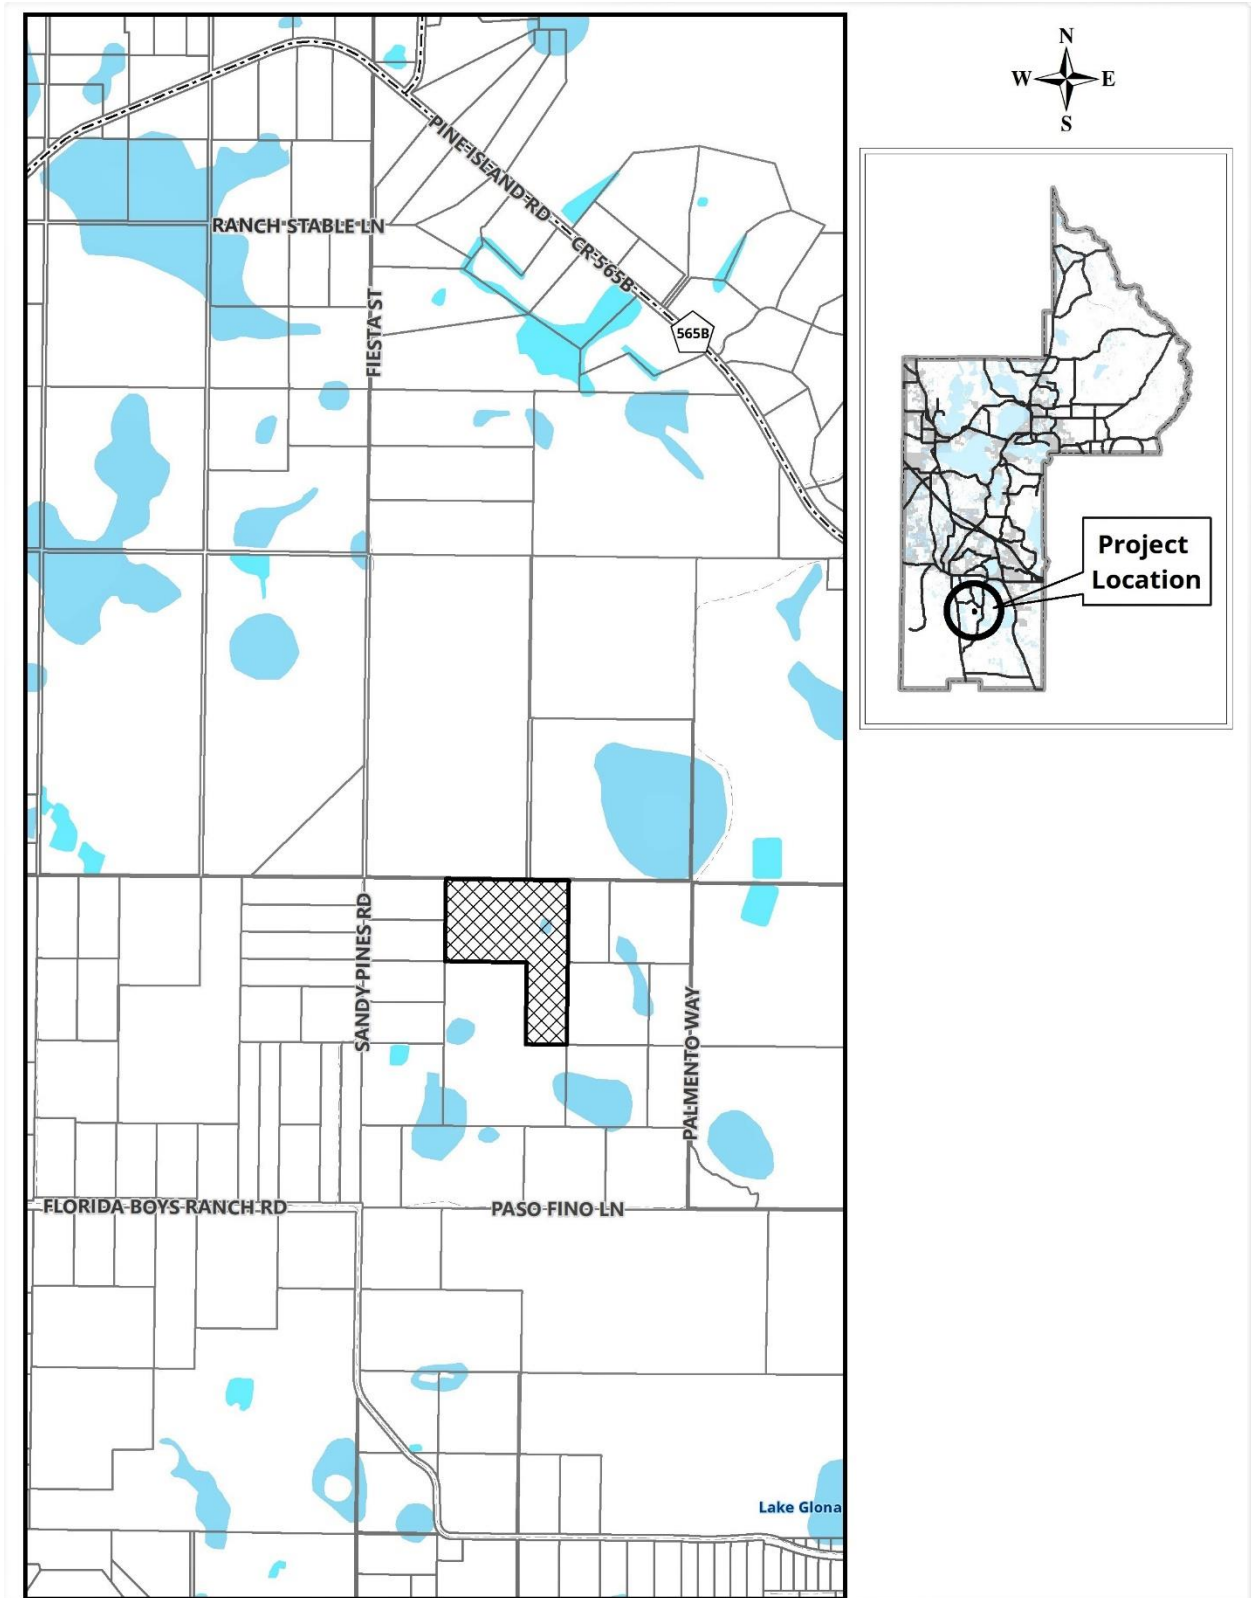 N
W E
S
PINE ISLAND RD
CR 565B
RANCH STABLE LN
FIESTA ST
565B
Project
Location
SANDY PINES RD
PALMENTO WAY
FLORIDA BOYS RANCH RD
PASO FINO LN
Lake Glona